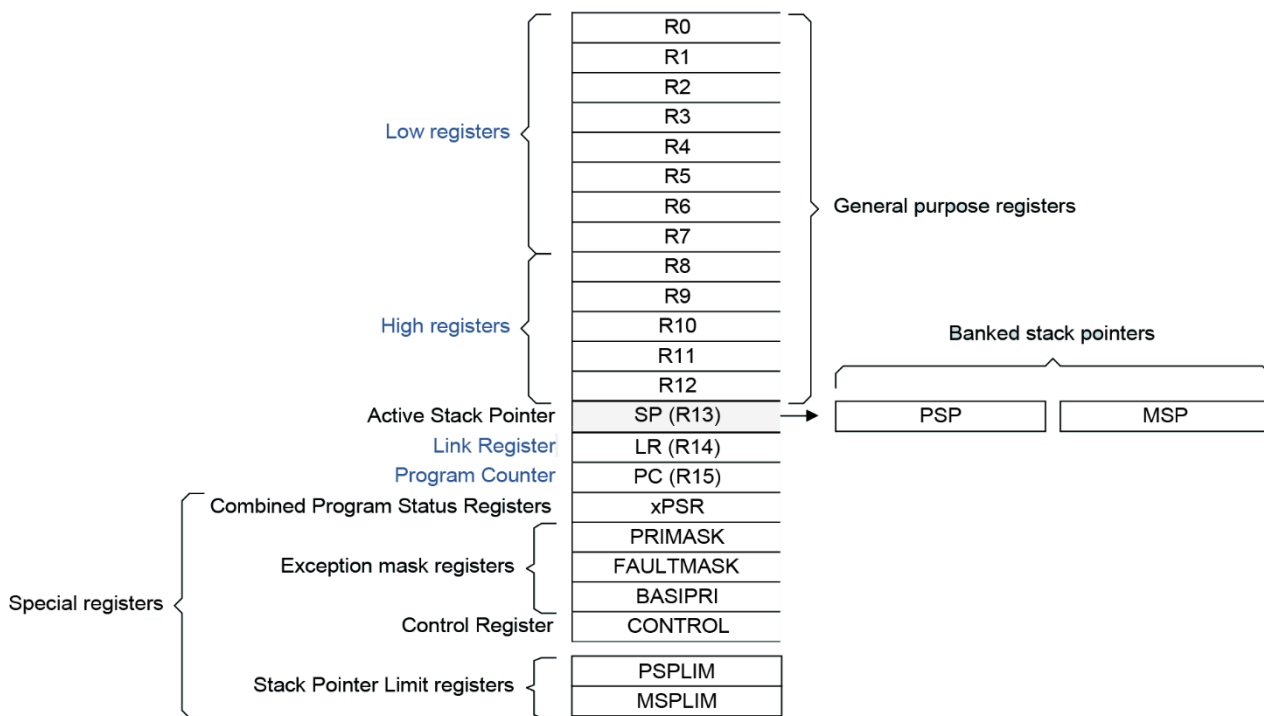 R0
R1
R2
R3
Low registers
R4
R5
R6
General purpose registers
R7
R8
R9
High registers
R10
Banked stack pointers
R11
R12
Active Stack Pointer
SP (R13)
PSP
MSP
Link Register
LR (R14)
Program Counter
PC (R15)
Combined Program Status Registers
xPSR
PRIMASK
Exception mask registers
FAULTMASK
BASIPRI
Special registers
Control Register
CONTROL
PSPLIM
Stack Pointer Limit registers
MSPLIM